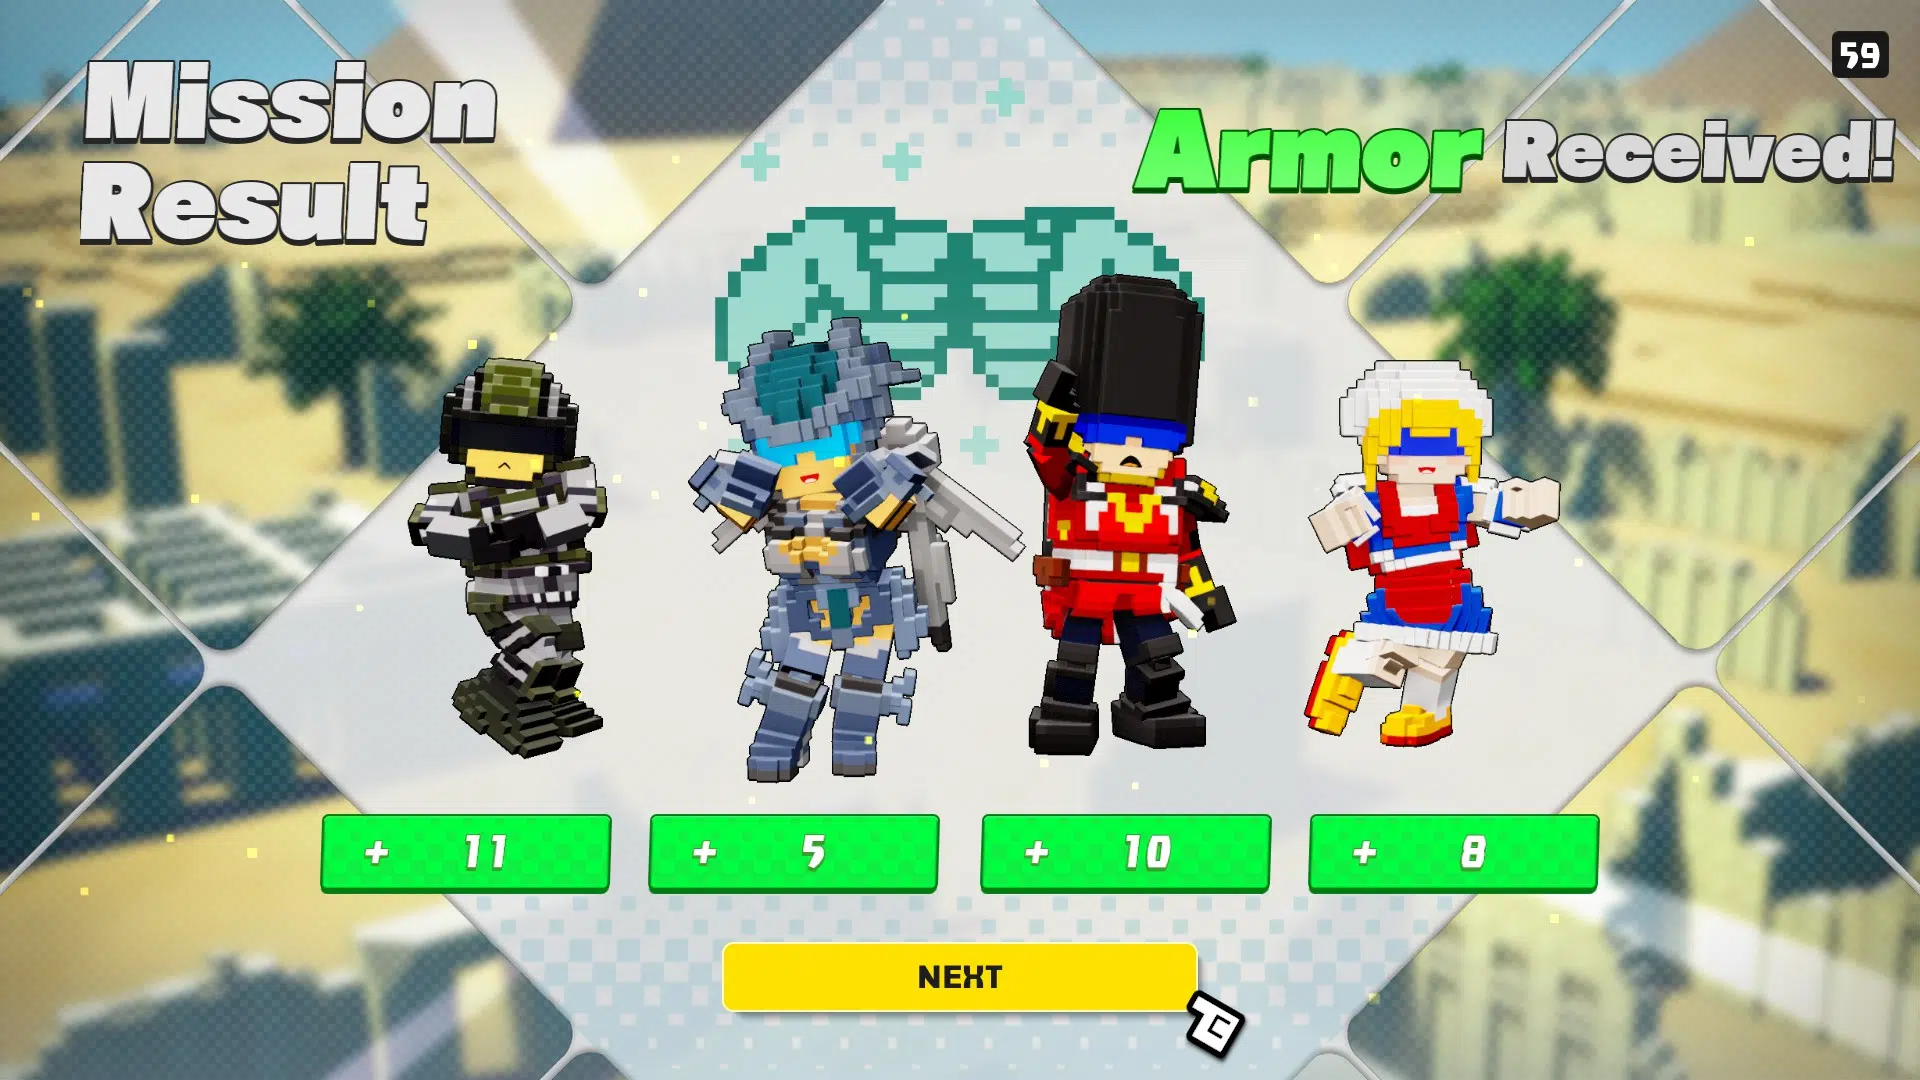 Mission
Result
59
Armor Received!
+ 11
+ 5
+ 10
+ 8
NEXT